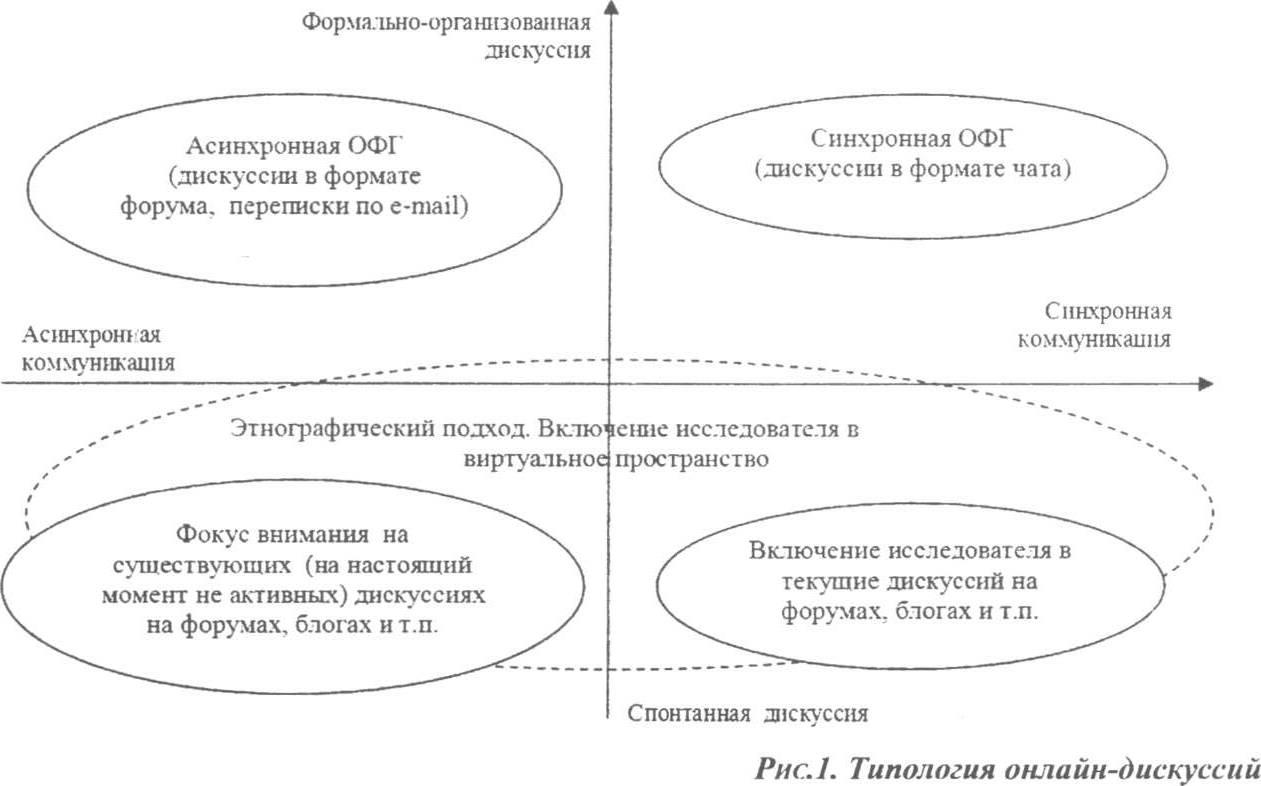 Формально-организованная
дискуссия
Асинхронная ОФГ
(дискуссии в формате
форума, переписки по e-mail)
Синхронная ОФГ
(дискуссии в формате чата)
Асинхронная
коммуникация
Синхронная
коммуникация
Этнографический подход. Включение исследователя в
виртуальное пространство
Фокус внимания на
существующих (на настоящий
момент не активных) дискуссиях
на форумах, блогах и т.п.
Включение исследователя в
текущие дискуссий на
форумах, блогах и т.п.
Спонтанная дискуссия
Рис.1. Типология онлайн-дискуссий